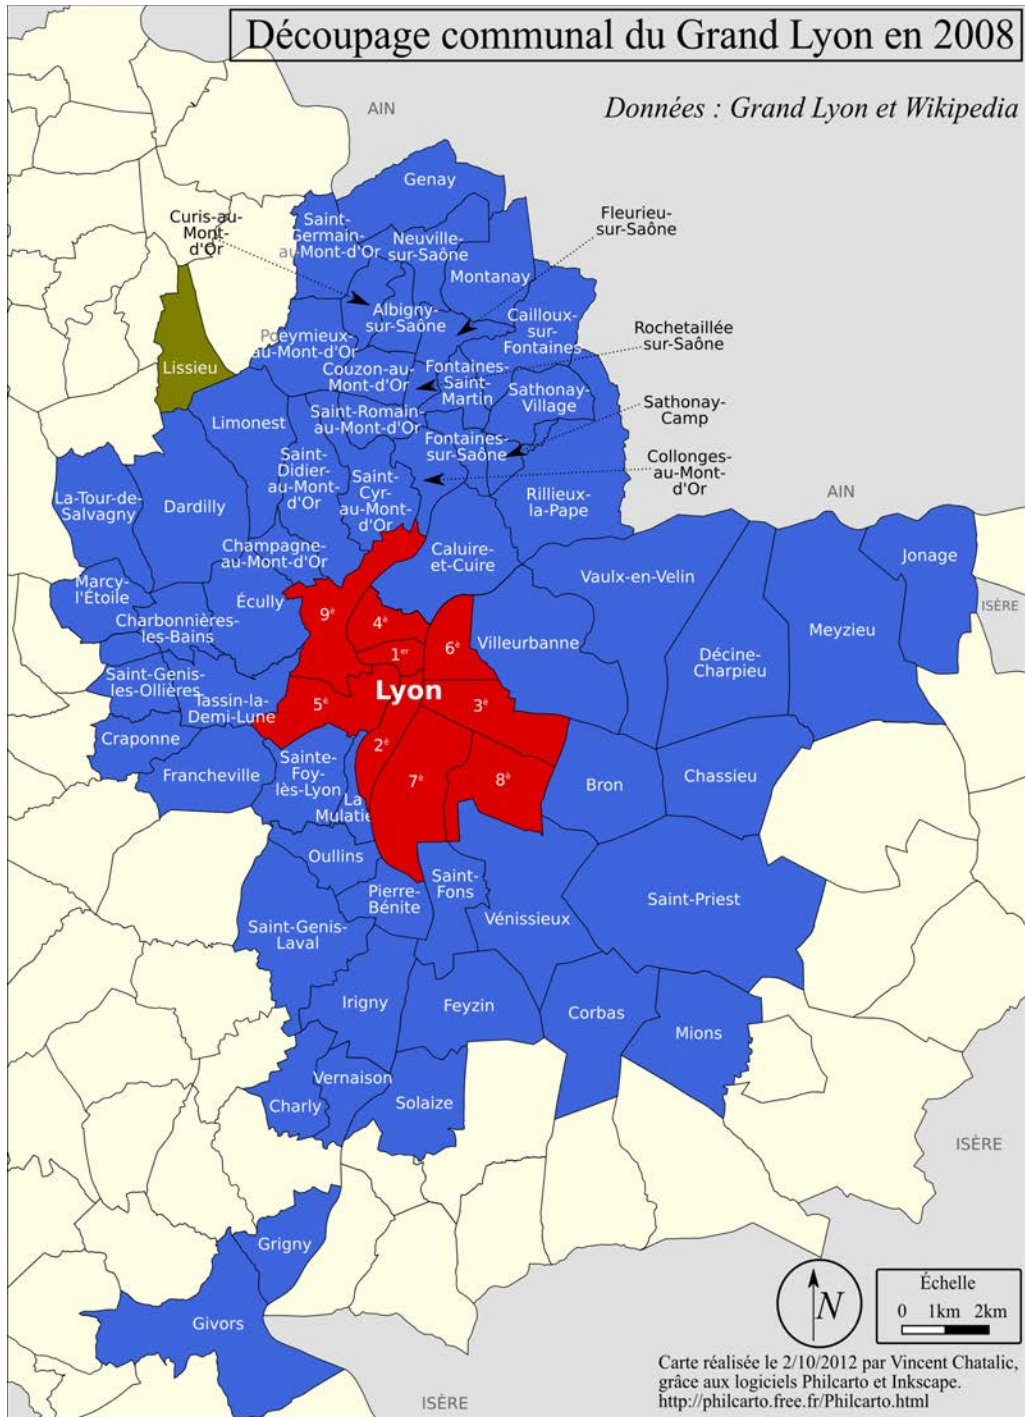 Découpage communal du Grand Lyon en 2008
AIN
Données : Grand Lyon et Wikipedia
Genay
Curis-au-
Mont-
d'Or
Saint-
Germain-
au-Mont-d'Or
Neuville-
sur-Saône
Fleurieu-
sur-Saône
Montanay
Albigny-
sur-Saône
Cailloux-
sur-
Fontaines
Poleymieux-
au-Mont-d'Or
Rochetaillée
sur-Saône
Lissieu
Couzon-au-
Mont-d'Or
Fontaines-
Saint-
Martin
Sathonay-
Village
Sathonay-
Camp
Limonest
Saint-Romain-
au-Mont-d'Or
Fontaines-
sur-Saône
Collonges-
au-Mont-
d'Or
Saint-
Didier-
au-Mont-
d'Or
Saint-
Cyr-
au-Mont-
d'Or
La-Tour-de-
Salvagny
Dardilly
Rillieux-
la-Pape
AIN
Champagne-
au-Mont-d'Or
Caluire-
et-Cuire
Vaulx-en-Velin
Jonage
Marcy-
l'Étoile
Écully
ISÈRE
Charbonnières-
les-Bains
9è
4è
1er
6è
Villeurbanne
Meyzieu
Décine-
Charpieu
Saint-Genis-
les-Ollières
Tassin-la-
Demi-Lune
Lyon
5è
3è
Craponne
2è
Francheville
Sainte-
Foy-
lès-Lyon
La
Mulatie
7è
8è
Bron
Chassieu
Oullins
Pierre-
Bénite
Saint-
Fons
Saint-Priest
Vénissieux
Saint-Genis-
Laval
Irigny
Feyzin
Corbas
Mions
Vernaison
Charly
Solaize
ISÈRE
Grigny
Givors
N
Échelle
0 1km 2km
Carte réalisée le 2/10/2012 par Vincent Chatalic,
grâce aux logiciels Philcarto et Inkscape.
http://philcarto.free.fr/Philcarto.html
ISÈRE